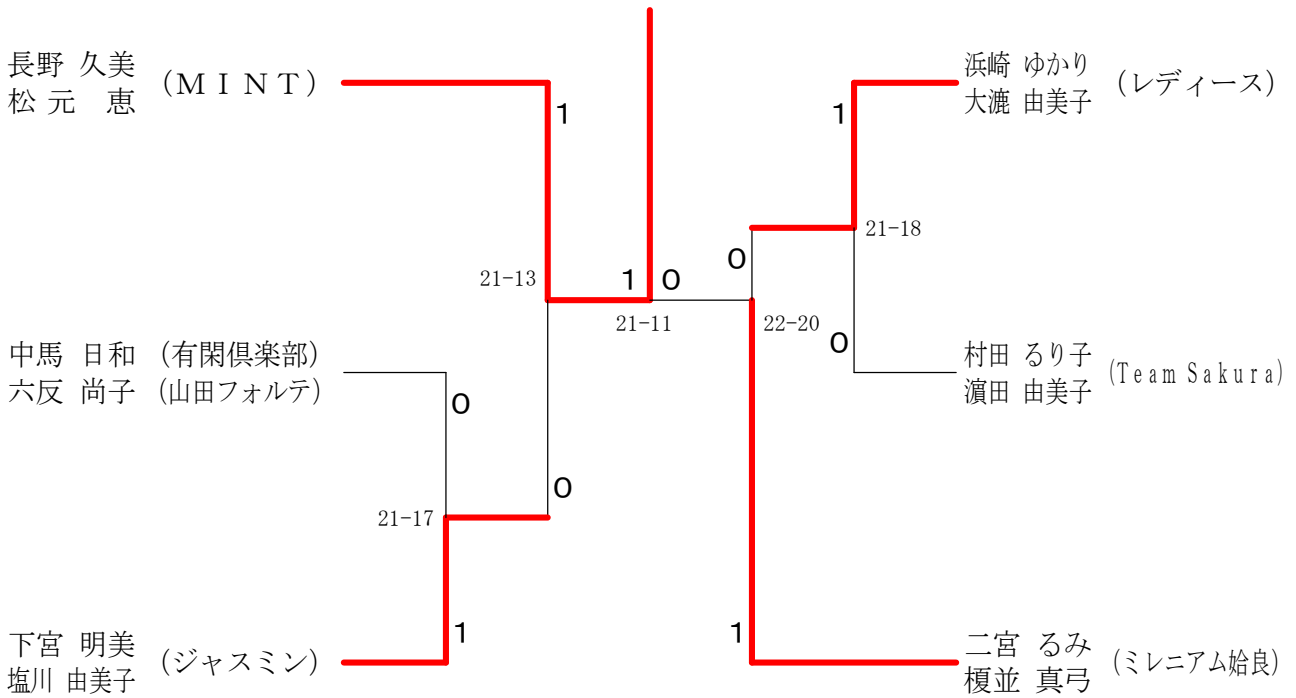 長野 久美 (ＭＩＮＴ)
松元 恵
1
21-13
中馬 日和 (有閑倶楽部)
六反 尚子 (山田フォルテ)
0
0
21-17
下宮 明美 (ジャスミン)
塩川 由美子
1
1 0
21-11
浜崎 ゆかり (レディース)
大漉 由美子
1
21-18
0
22-20
0
村田 るり子 (Team Sakura)
濵田 由美子
1
二宮 るみ (ミレニアム姶良)
榎並 真弓